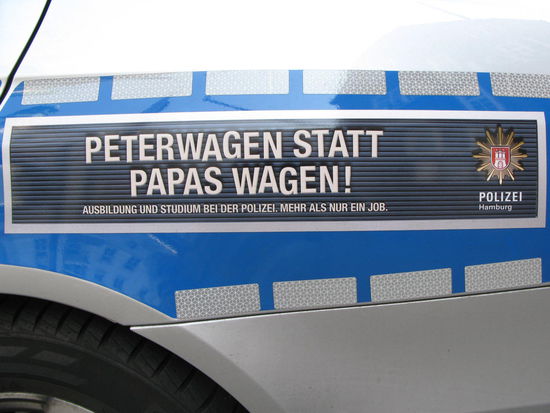 PETERWAGEN STATT
PAPAS WAGEN!
AUSBILDUNG UND STUDIUM BEI DER POLIZEI. MEHR ALS NUR EIN JOB.
POLIZEI
Hamburg